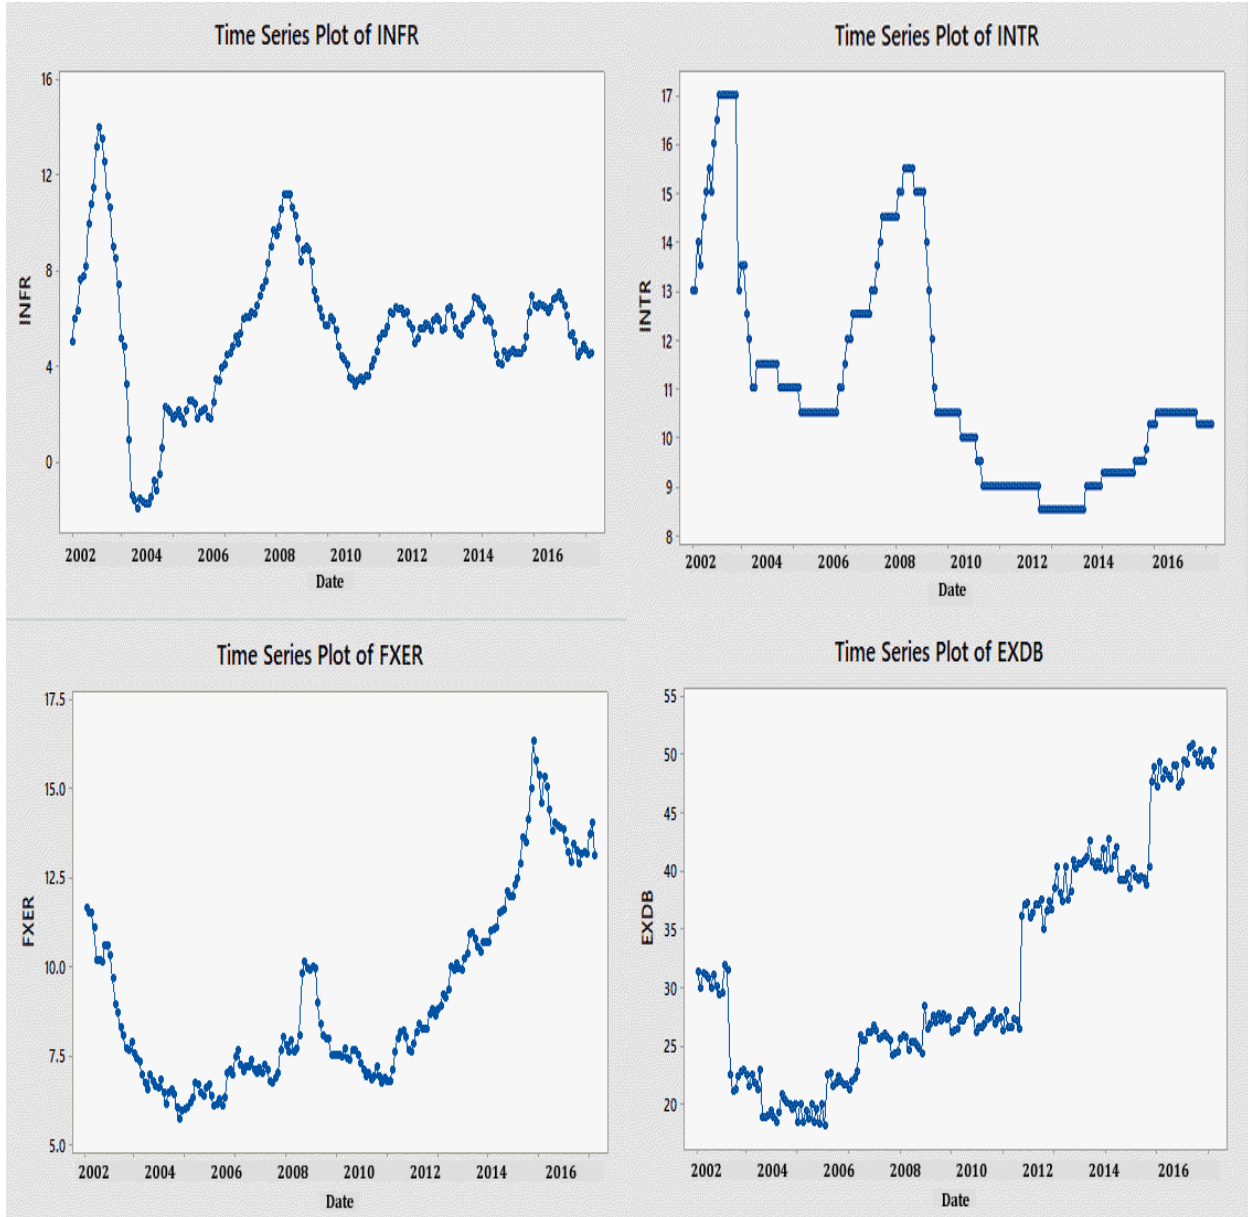 Time Series Plot of INFR
16
12
8
4
0
INFR
2002 2004 2006 2008 2010 2012 2014 2016
Date
Time Series Plot of INTR
17
16
15
14
13
12
11
10
9
8
INTR
2002 2004 2006 2008 2010 2012 2014 2016
Date
Time Series Plot of FXER
17.5
15.0
12.5
10.0
7.5
5.0
FXER
2002 2004 2006 2008 2010 2012 2014 2016
Date
Time Series Plot of EXDB
55
50
45
40
35
30
25
20
EXDB
2002 2004 2006 2008 2010 2012 2014 2016
Date